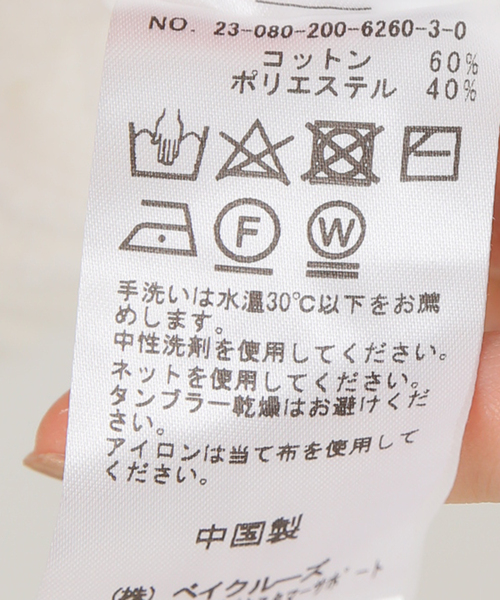 NO. 23-080-200-6260-3-0
コットン 60%
ポリエステル 40%
F
W
手洗いは水温30℃以下をお薦
めします。
中性洗剤を使用してください。
ネットを使用してください。
タンブラー乾燥はお避けくだ
さい。
アイロンは当て布を使用して
ください。
中国製
(株) ベイクルーズ